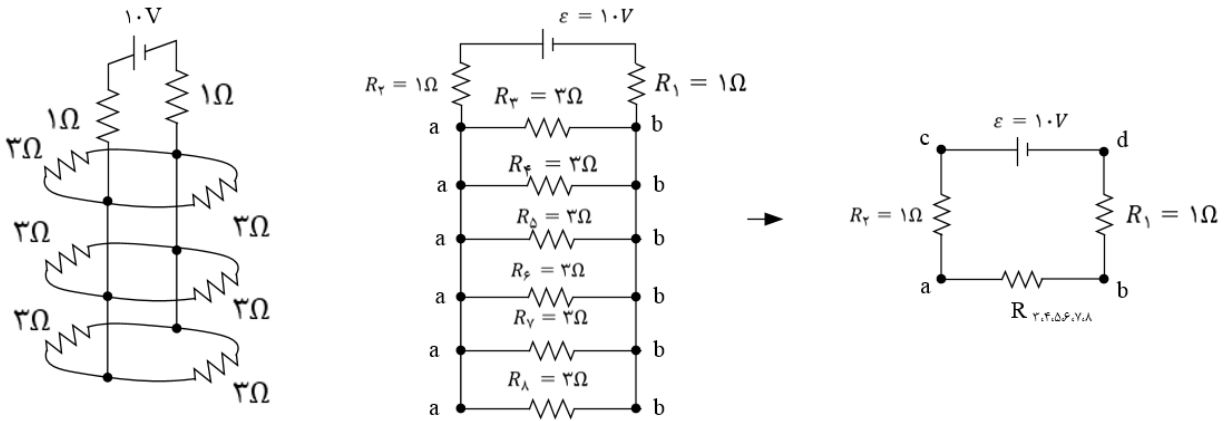 ۱۰V
۱Ω
۱Ω
۳Ω
۳Ω
۳Ω
۳Ω
۳Ω
۳Ω
ε = ۱۰V
R۲ = ۱Ω
R۱ = ۱Ω
R۳ = ۳Ω
a b
R۴ = ۳Ω
a b
R۵ = ۳Ω
a b
R۶ = ۳Ω
a b
R۷ = ۳Ω
a b
R۸ = ۳Ω
a b
ε = ۱۰V
c d
R۲ = ۱Ω
R۱ = ۱Ω
a b
R ۳،۴،۵،۶،۷،۸